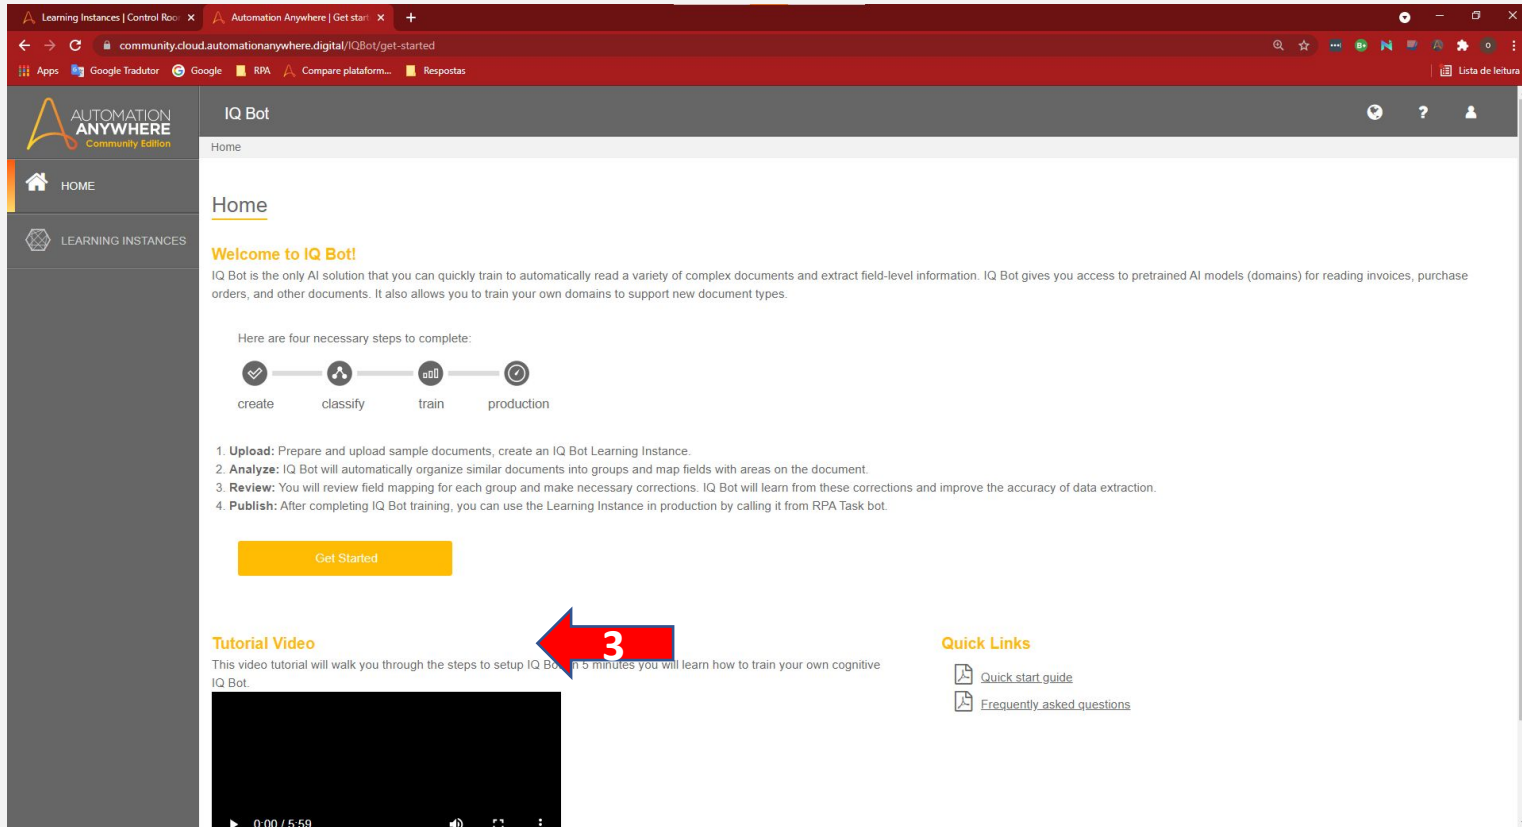 Learning Instances | Control Roo
Automation Anywhere | Get start
community.cloud.automationanywhere.digital/IQBot/get-started
Apps
Google Tradutor
Google
RPA
Compare plataform...
Respostas
Lista de leitura
AUTOMATION
ANYWHERE
Community Edition
IQ Bot
?
Home
HOME
LEARNING INSTANCES
Home
Welcome to IQ Bot!
IQ Bot is the only AI solution that you can quickly train to automatically read a variety of complex documents and extract field-level information. IQ Bot gives you access to pretrained AI models (domains) for reading invoices, purchase
orders, and other documents. It also allows you to train your own domains to support new document types.
Here are four necessary steps to complete:
create classify train production
1. Upload: Prepare and upload sample documents, create an IQ Bot Learning Instance.
2. Analyze: IQ Bot will automatically organize similar documents into groups and map fields with areas on the document.
3. Review: You will review field mapping for each group and make necessary corrections. IQ Bot will learn from these corrections and improve the accuracy of data extraction.
4. Publish: After completing IQ Bot training, you can use the Learning Instance in production by calling it from RPA Task bot.
Get Started
Tutorial Video
3
This video tutorial will walk you through the steps to setup IQ 5 minutes you will learn how to train your own cognitive
IQ Bot.
0:00 / 5:59
Quick Links
Quick start guide
Frequently asked questions